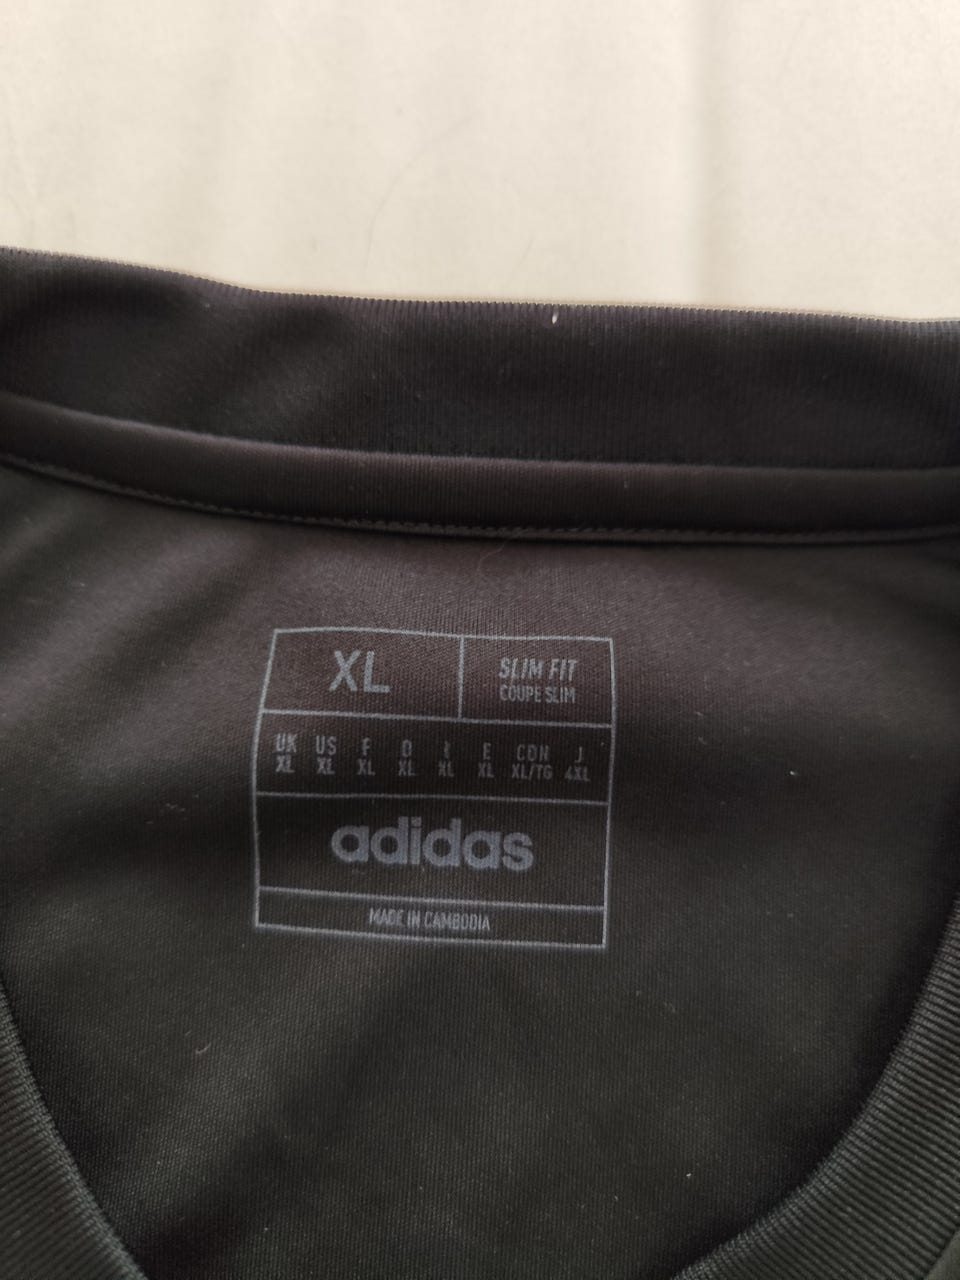 XL
SLIM FIT
COUPE SLIM
UK US F D I E CDN J
XL XL XL XL XL XL XL/TG 4XL
adidas
MADE IN CAMBODIA